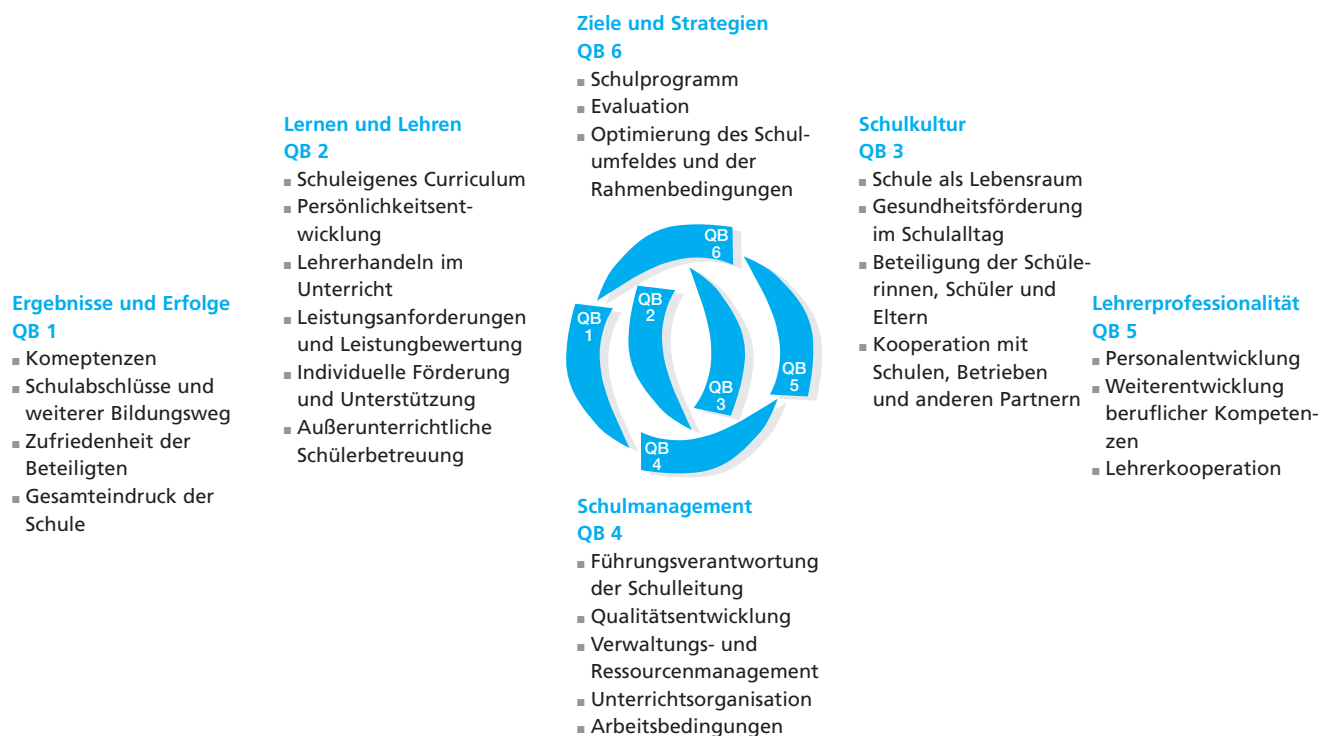 Ziele und Strategien
QB 6
■ Schulprogramm
■ Evaluation
■ Optimierung des Schul-
umfeldes und der
Rahmenbedingungen
Lernen und Lehren
QB 2
■ Schuleigenes Curriculum
■ Persönlichkeitsent-
wicklung
■ Lehrerhandeln im
Unterricht
■ Leistungsanforderungen
und Leistungbewertung
■ Individuelle Förderung
und Unterstützung
■ Außerunterrichtliche
Schülerbetreuung
Schulkultur
QB 3
■ Schule als Lebensraum
■ Gesundheitsförderung
im Schulalltag
■ Beteiligung der Schüle-
rinnen, Schüler und
Eltern
■ Kooperation mit
Schulen, Betrieben
und anderen Partnern
Ergebnisse und Erfolge
QB 1
■ Komeptenzen
■ Schulabschlüsse und
weiterer Bildungsweg
■ Zufriedenheit der
Beteiligten
■ Gesamteindruck der
Schule
Lehrerprofessionalität
QB 5
■ Personalentwicklung
■ Weiterentwicklung
beruflicher Kompeten-
zen
■ Lehrerkooperation
QB
6
QB
2
QB
1
QB
3
QB
5
QB
4
Schulmanagement
QB 4
■ Führungsverantwortung
der Schulleitung
■ Qualitätsentwicklung
■ Verwaltungs- und
Ressourcenmanagement
■ Unterrichtsorganisation
■ Arbeitsbedingungen